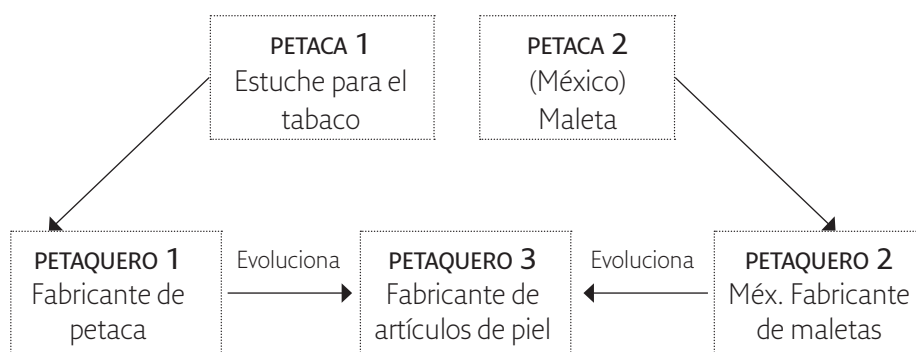 PETACA 1
Estuche para el
tabaco
PETACA 2
(México)
Maleta
PETAQUERO 1
Fabricante de
petaca
Evoluciona
PETAQUERO 3
Fabricante de
artículos de piel
Evoluciona
PETAQUERO 2
Méx. Fabricante
de maletas